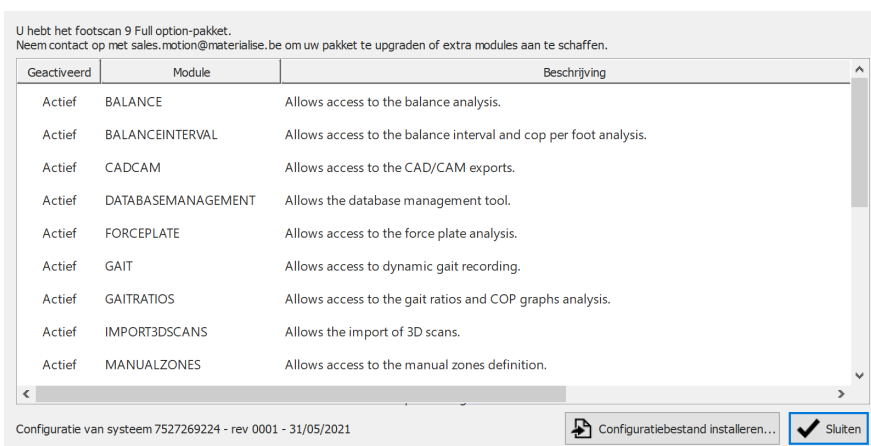 U hebt het footscan 9 Full option-pakket.
Neem contact op met sales.motion@materialise.be om uw pakket te upgraden of extra modules aan te schaffen.
Geactiveerd Module Beschrijving
Actief BALANCE Allows access to the balance analysis.
Actief BALANCEINTERVAL Allows access to the balance interval and cop per foot analysis.
Actief CADCAM Allows access to the CAD/CAM exports.
Actief DATABASEMANAGEMENT Allows the database management tool.
Actief FORCEPLATE Allows access to the force plate analysis.
Actief GAIT Allows access to dynamic gait recording.
Actief GAITRATIOS Allows access to the gait ratios and COP graphs analysis.
Actief IMPORT3DSCANS Allows the import of 3D scans.
Actief MANUALZONES Allows access to the manual zones definition.
Configuratie van systeem 7527269224 - rev 0001 - 31/05/2021 Configuratiebestand installeren... Sluiten